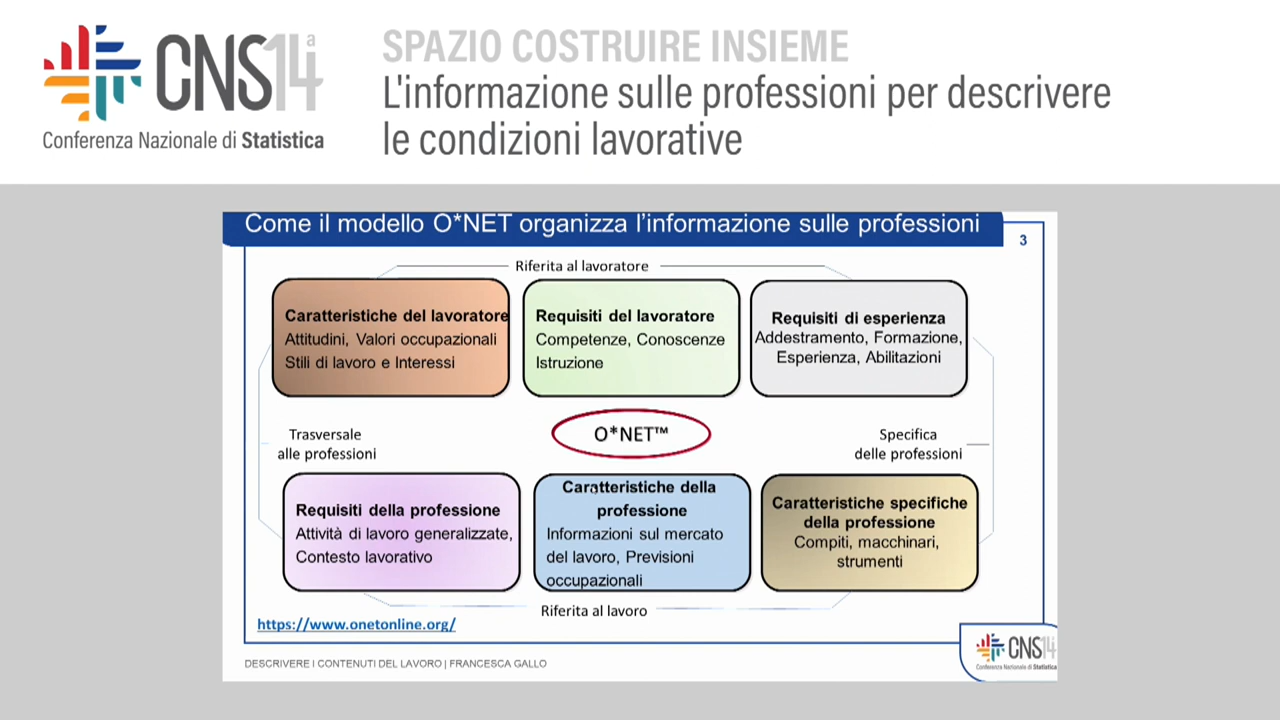 CNS14a
Conferenza Nazionale di Statistica
SPAZIO COSTRUIRE INSIEME
L'informazione sulle professioni per descrivere
le condizioni lavorative
Come il modello O*NET organizza l'informazione sulle professioni
3
Riferita al lavoratore
Caratteristiche del lavoratore
Attitudini, Valori occupazionali
Stili di lavoro e Interessi
Requisiti del lavoratore
Competenze, Conoscenze
Istruzione
Requisiti di esperienza
Addestramento, Formazione,
Esperienza, Abilitazioni
Trasversale
alle professioni
O*NET™
Specifica
delle professioni
Requisiti della professione
Attività di lavoro generalizzate,
Contesto lavorativo
Caratteristiche della
professione
Informazioni sul mercato
del lavoro, Previsioni
occupazionali
Caratteristiche specifiche
della professione
Compiti, macchinari,
strumenti
Riferita al lavoro
https://www.onetonline.org/
DESCRIVERE I CONTENUTI DEL LAVORO | FRANCESCA GALLO
CNS14
Conferenza Nazionale di Statistica